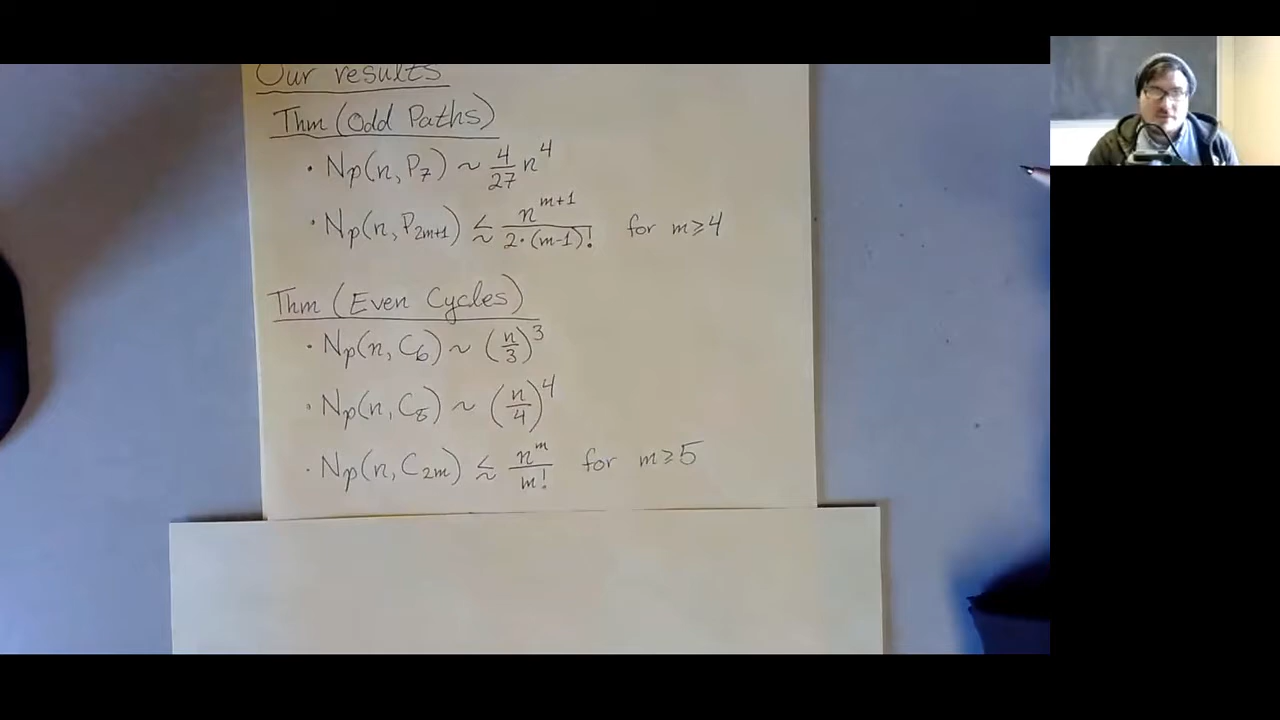 Our results
Thm (Odd Paths)
· Np(n, P₇) ~ 4/27 n⁴
· Np(n, P₂ₘ₊₁) ≲ n^(m+1) / (2·(m-1)!) for m≥4
Thm (Even Cycles)
· Np(n, C₆) ~ (n/3)³
· Np(n, C₈) ~ (n/4)⁴
· Np(n, C₂ₘ) ≲ n^m / m! for m≥5